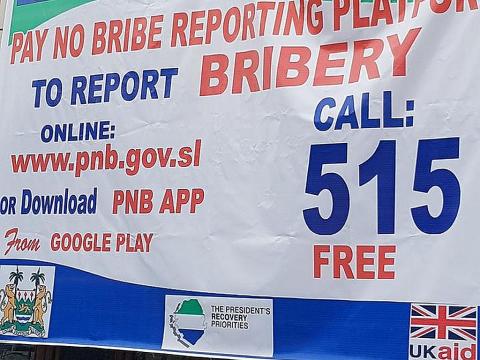 PAY NO BRIBE REPORTING PLATFOR
TO REPORT BRIBERY
ONLINE:
www.pnb.gov.sl
OR Download PNB APP
From GOOGLE PLAY
CALL:
515
FREE
THE PRESIDENT'S
RECOVERY
PRIORITIES
UKaid